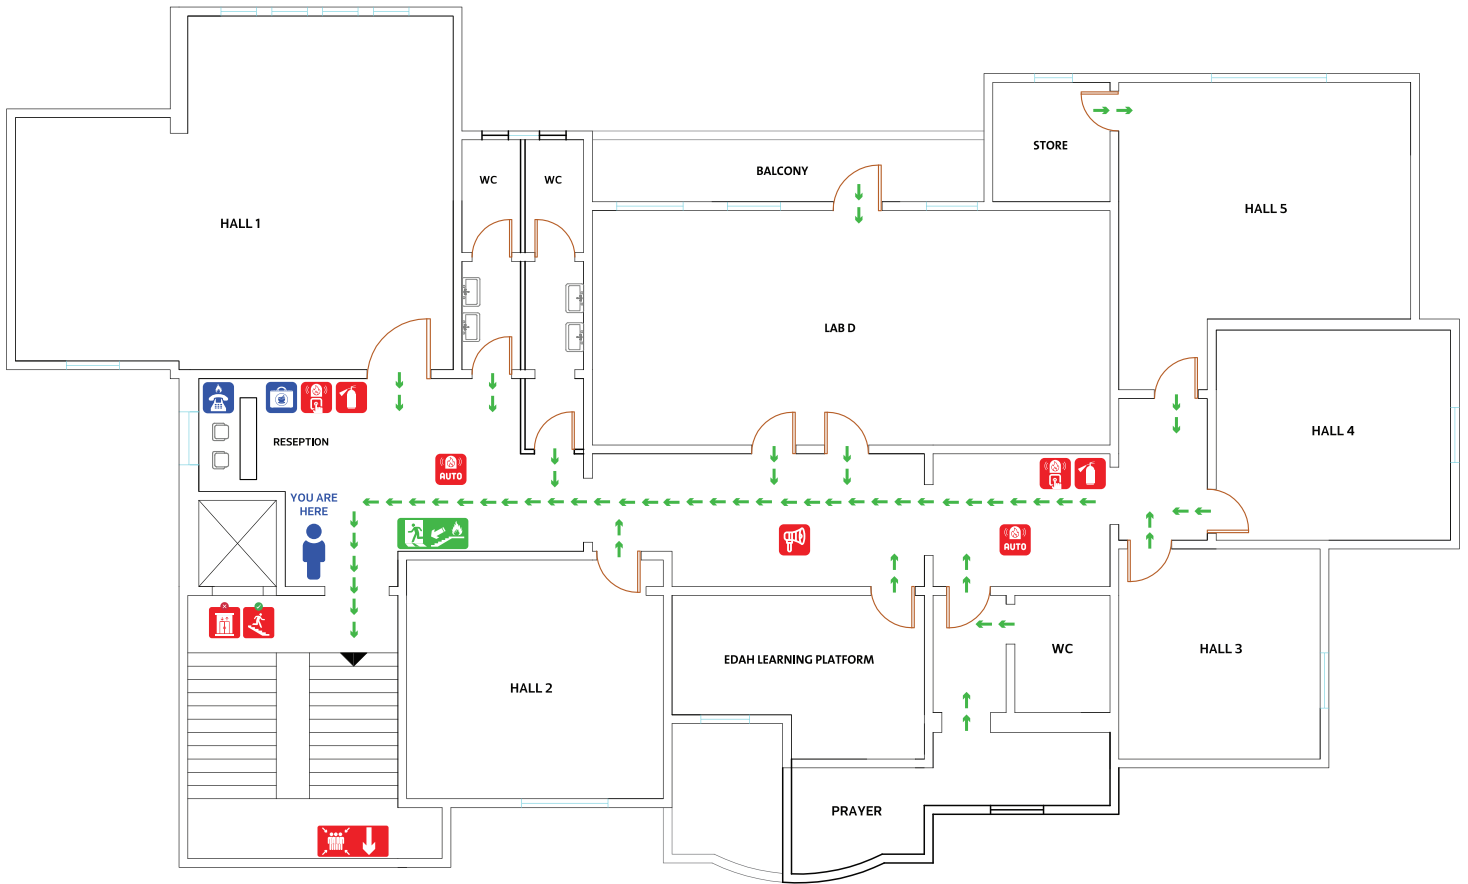 STORE
BALCONY
WC
WC
HALL 1
HALL 5
LAB D
RESEPTION
AUTO
YOU ARE
HERE
HALL 4
AUTO
HALL 3
WC
EDAH LEARNING PLATFORM
HALL 2
PRAYER